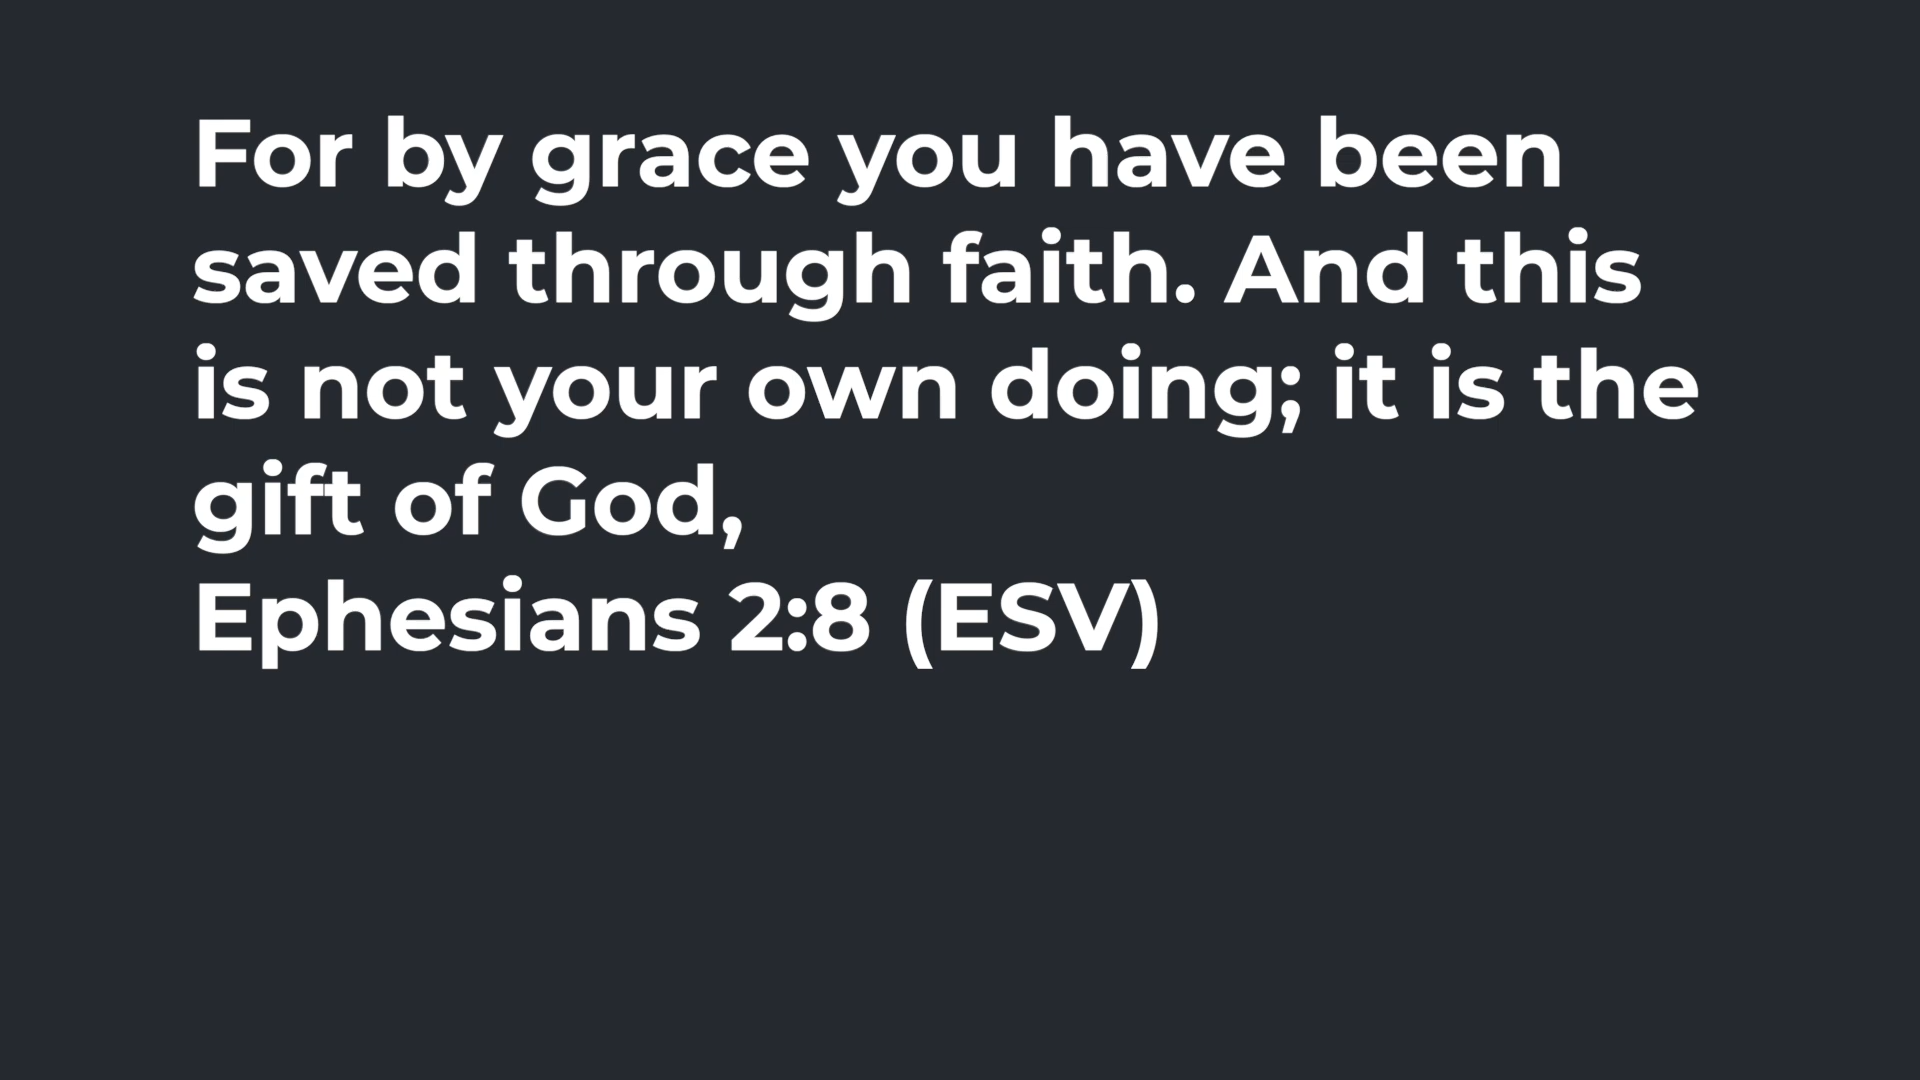 For by grace you have been
saved through faith. And this
is not your own doing; it is the
gift of God,
Ephesians 2:8 (ESV)